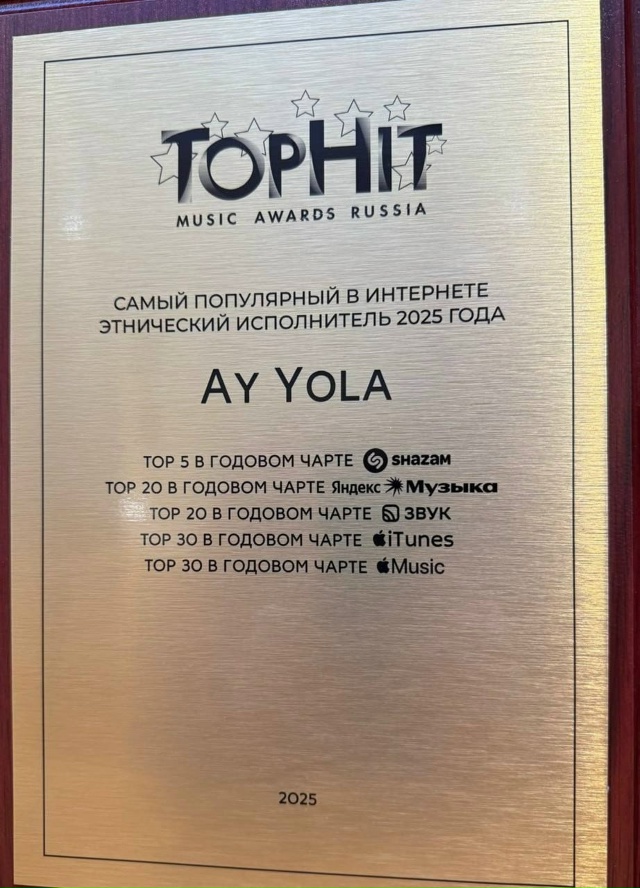 TOPHIT
MUSIC AWARDS RUSSIA
САМЫЙ ПОПУЛЯРНЫЙ В ИНТЕРНЕТЕ
ЭТНИЧЕСКИЙ ИСПОЛНИТЕЛЬ 2025 ГОДА
AY YOLA
TOP 5 В ГОДОВОМ ЧАРТЕ SHAZAM
TOP 20 В ГОДОВОМ ЧАРТЕ Яндекс Музыка
TOP 20 В ГОДОВОМ ЧАРТЕ ЗВУК
TOP 30 В ГОДОВОМ ЧАРТЕ iTunes
TOP 30 В ГОДОВОМ ЧАРТЕ Music
2025